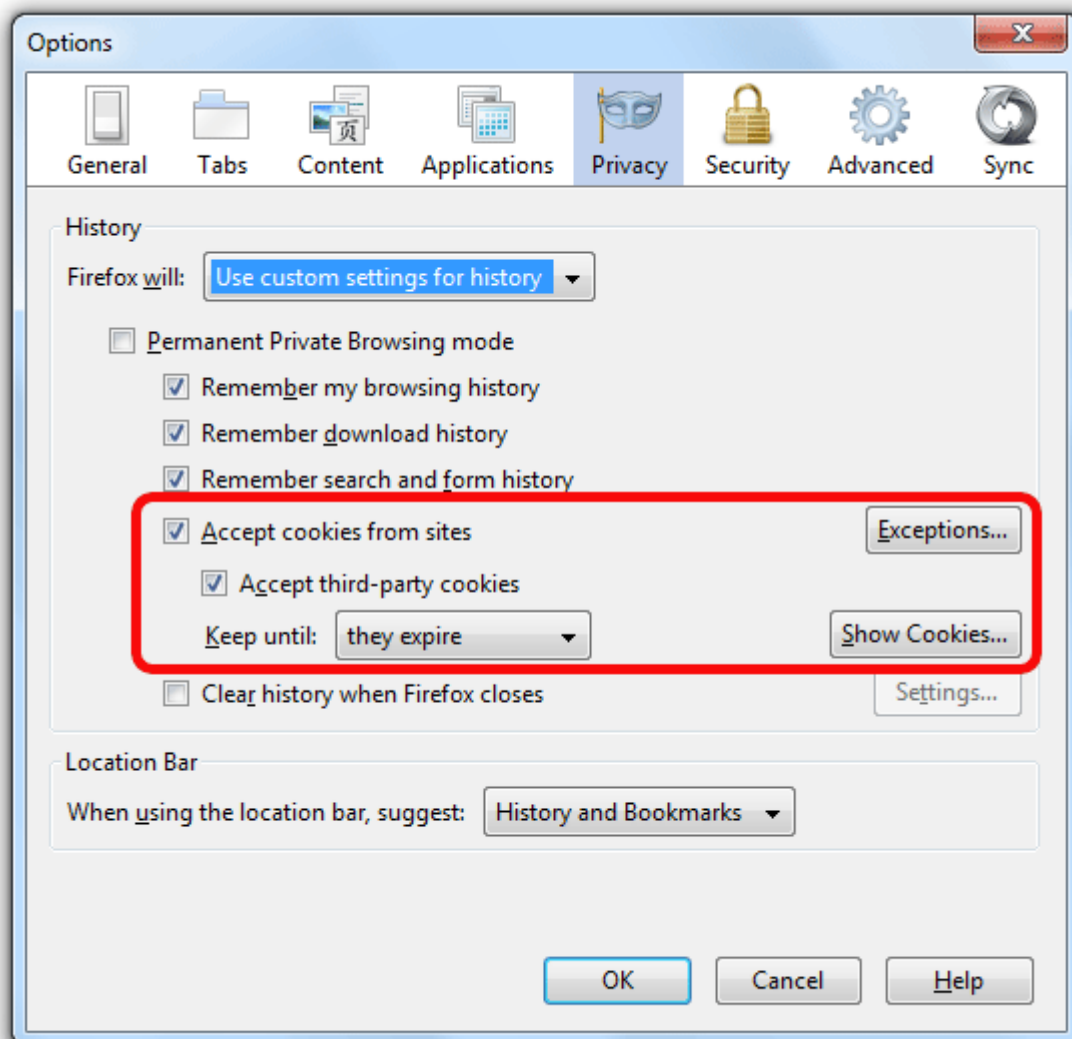 Options
x
页
General Tabs Content Applications Privacy Security Advanced Sync
History
Firefox will: Use custom settings for history
Permanent Private Browsing mode
Remember my browsing history
Remember download history
Remember search and form history
Accept cookies from sites Exceptions...
Accept third-party cookies
Keep until: they expire Show Cookies...
Clear history when Firefox closes Settings...
Location Bar
When using the location bar, suggest: History and Bookmarks
OK Cancel Help